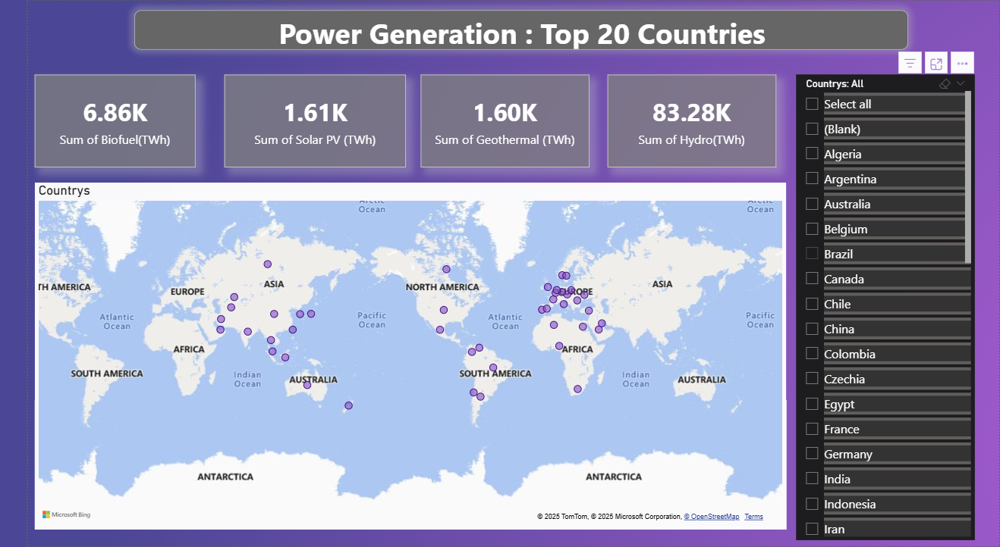 Power Generation : Top 20 Countries
6.86K
Sum of Biofuel(TWh)
1.61K
Sum of Solar PV (TWh)
1.60K
Sum of Geothermal (TWh)
83.28K
Sum of Hydro(TWh)
Countrys
Arctic
Ocean
Arctic
Ocean
TH AMERICA
EUROPE
ASIA
NORTH AMERICA
EUROPE
ASIA
Atlantic
Ocean
Pacific
Ocean
Atlantic
Ocean
Pacific
Ocean
AFRICA
AFRICA
SOUTH AMERICA
Indian
Ocean
AUSTRALIA
SOUTH AMERICA
Indian
Ocean
AUSTRALIA
ANTARCTICA
ANTARCTICA
Microsoft Bing
© 2025 TomTom, © 2025 Microsoft Corporation, © OpenStreetMap Terms
Countrys: All
Select all
(Blank)
Algeria
Argentina
Australia
Belgium
Brazil
Canada
Chile
China
Colombia
Czechia
Egypt
France
Germany
India
Indonesia
Iran